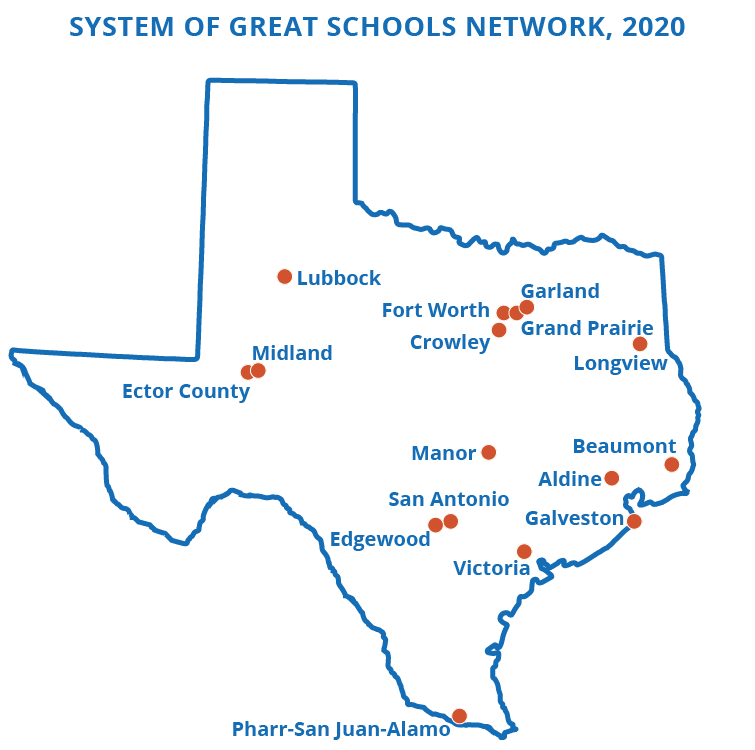 SYSTEM OF GREAT SCHOOLS NETWORK, 2020
Lubbock
Garland
Fort Worth
Grand Prairie
Crowley
Midland
Longview
Ector County
Beaumont
Manor
Aldine
San Antonio
Galveston
Edgewood
Victoria
Pharr-San Juan-Alamo